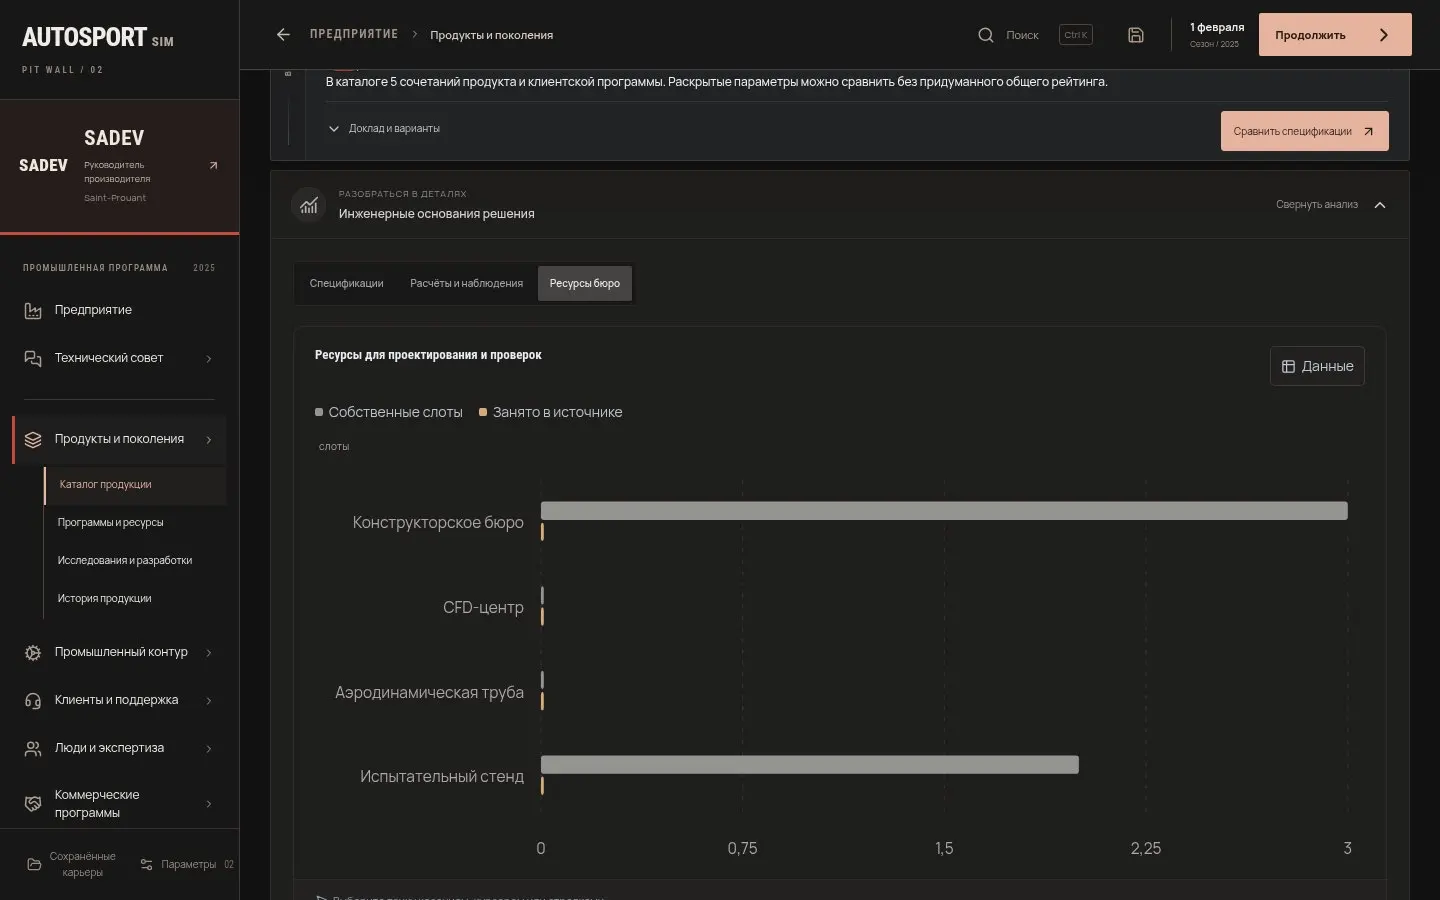 AUTOSPORT SIM
PIT WALL / 02
SADEV
SADEV
Руководитель
производителя
Saint-Prouant
ПРОМЫШЛЕННАЯ ПРОГРАММА 2025
Предприятие
Технический совет
Продукты и поколения
Каталог продукции
Программы и ресурсы
Исследования и разработки
История продукции
Промышленный контур
Клиенты и поддержка
Люди и экспертиза
Коммерческие
программы
Сохранённые
карьеры
Параметры 02
ПРЕДПРИЯТИЕ
Продукты и поколения
Поиск
Ctrl K
1 февраля
Сезон / 2025
Продолжить
В каталоге 5 сочетаний продукта и клиентской программы. Раскрытые параметры можно сравнить без придуманного общего рейтинга.
Доклад и варианты
Сравнить спецификации
РАЗОБРАТЬСЯ В ДЕТАЛЯХ
Инженерные основания решения
Свернуть анализ
Спецификации
Расчёты и наблюдения
Ресурсы бюро
Ресурсы для проектирования и проверок
Данные
Собственные слоты
Занято в источнике
слоты
Конструкторское бюро
CFD-центр
Аэродинамическая труба
Испытательный стенд
0 0,75 1,5 2,25 3